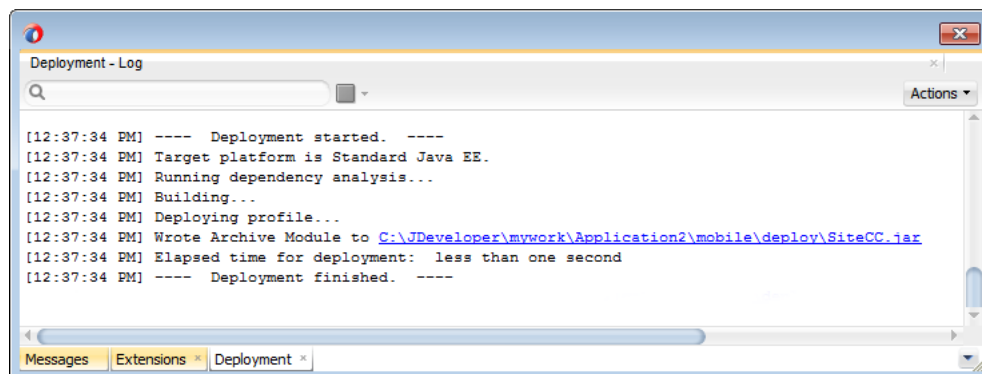 Deployment - Log
Actions
[12:37:34 PM] ----  Deployment started.  ----
[12:37:34 PM] Target platform is Standard Java EE.
[12:37:34 PM] Running dependency analysis...
[12:37:34 PM] Building...
[12:37:34 PM] Deploying profile...
[12:37:34 PM] Wrote Archive Module to C:\JDeveloper\mywork\Application2\mobile\deploy\SiteCC.jar
[12:37:34 PM] Elapsed time for deployment:  less than one second
[12:37:34 PM] ----  Deployment finished.  ----
Messages Extensions Deployment